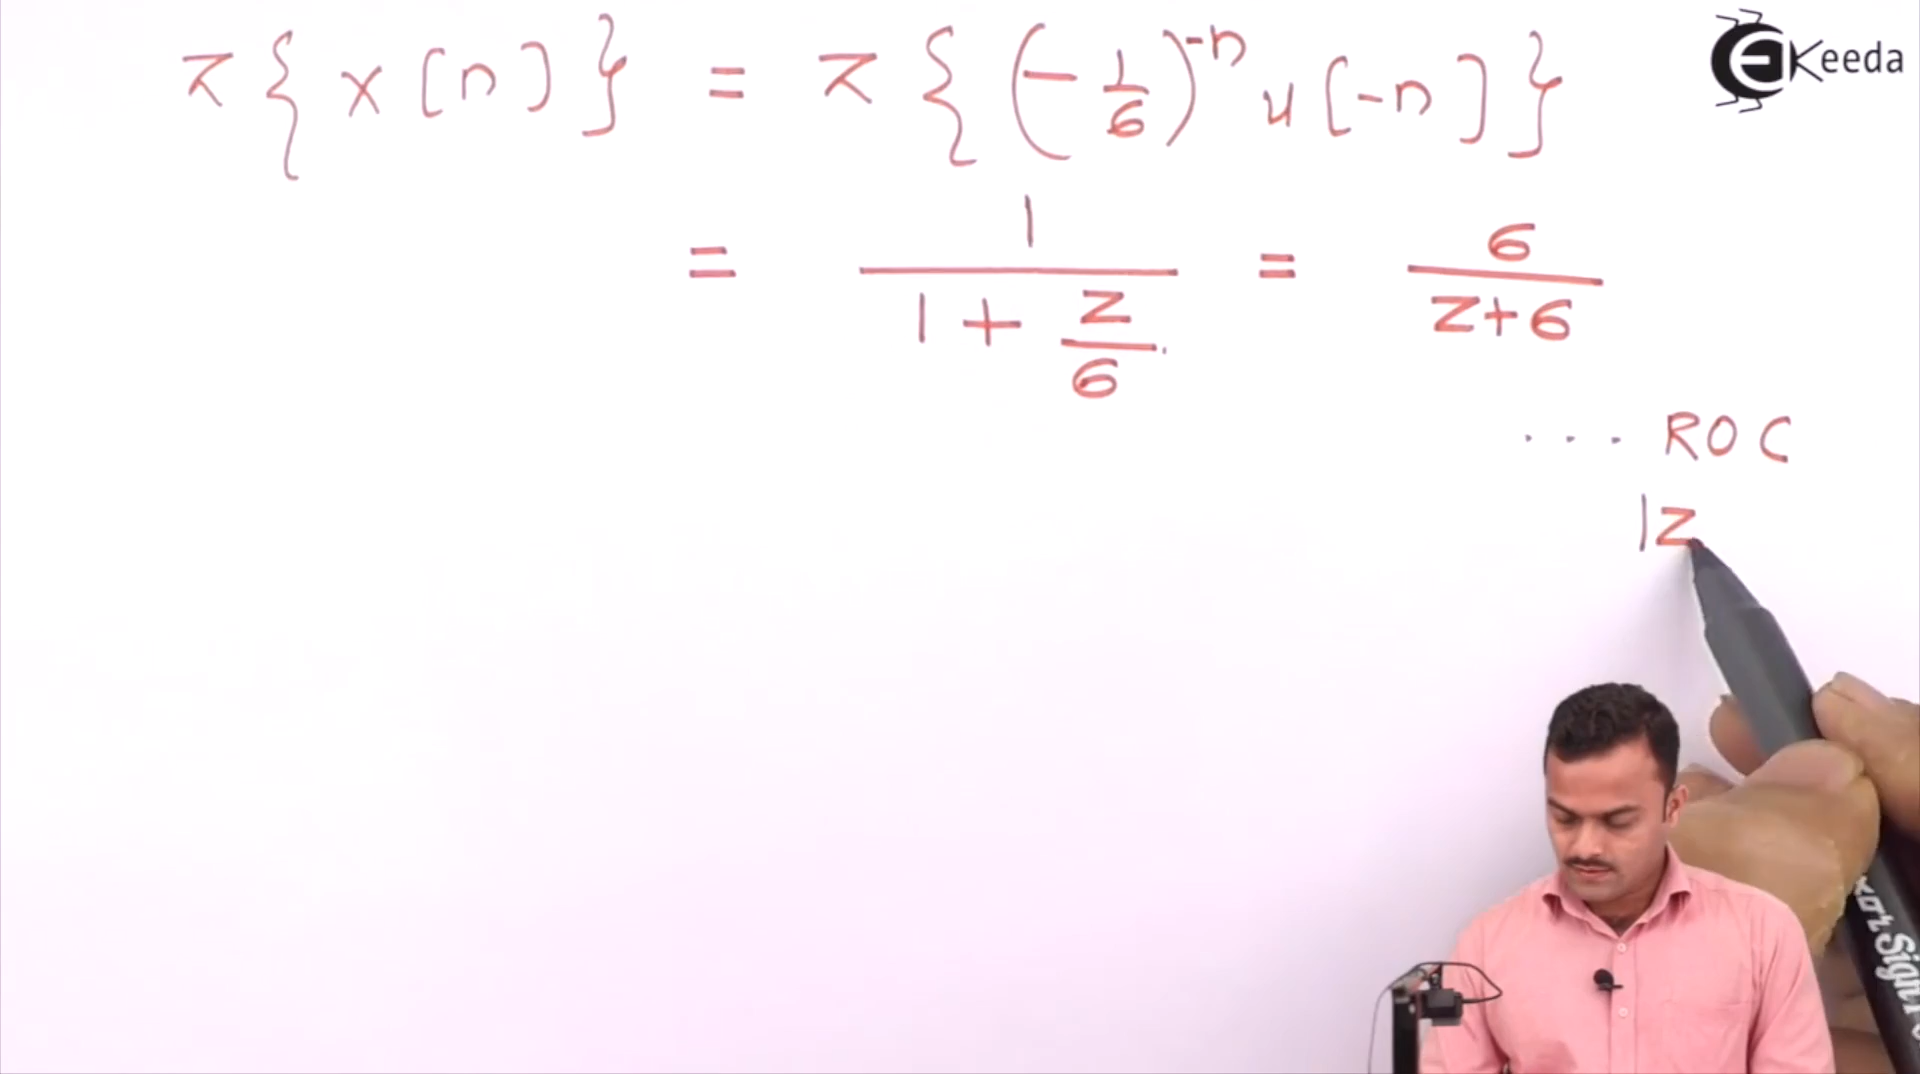 Z{x[n]} = Z{(-1/6)^-n u[-n]}
= 1/(1 + z/6) = 6/(z+6)
... ROC
|z
Keeda